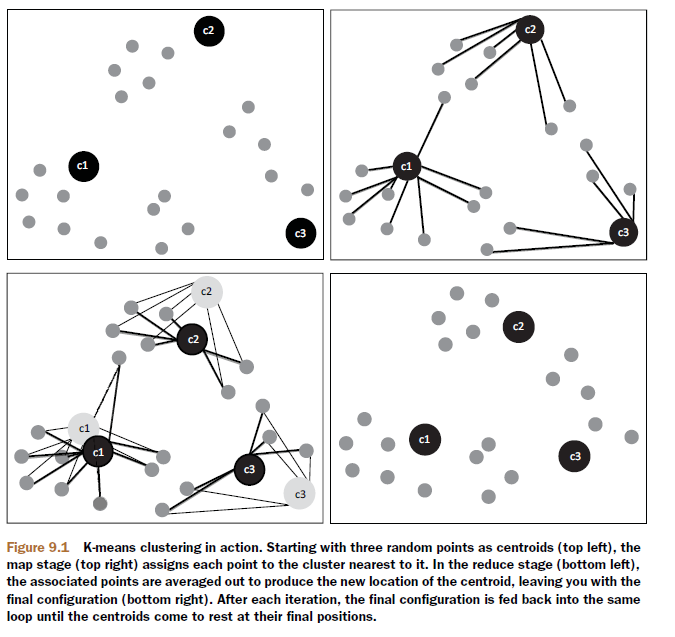 c2
c1
c3
c2
c1
c3
c2
c2
c1
c1
c3
c3
c2
c1
c3
Figure 9.1 K-means clustering in action. Starting with three random points as centroids (top left), the
map stage (top right) assigns each point to the cluster nearest to it. In the reduce stage (bottom left),
the associated points are averaged out to produce the new location of the centroid, leaving you with the
final configuration (bottom right). After each iteration, the final configuration is fed back into the same
loop until the centroids come to rest at their final positions.